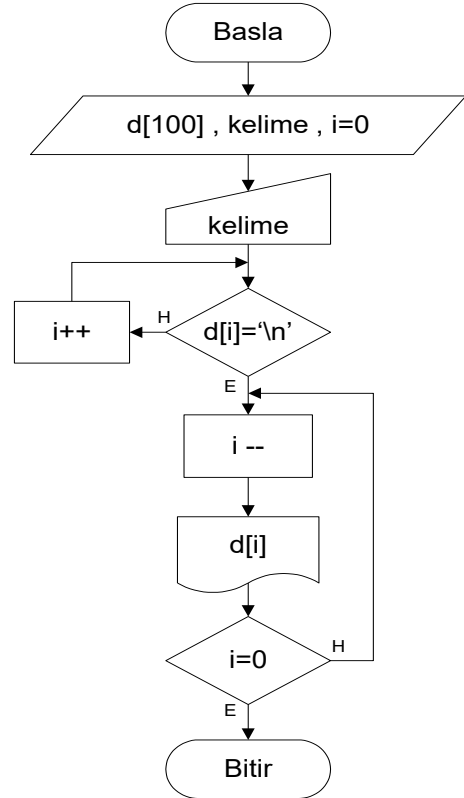 Basla
d[100] , kelime , i=0
kelime
i++
H
d[i]=‘\n’
E
i --
d[i]
i=0
H
E
Bitir